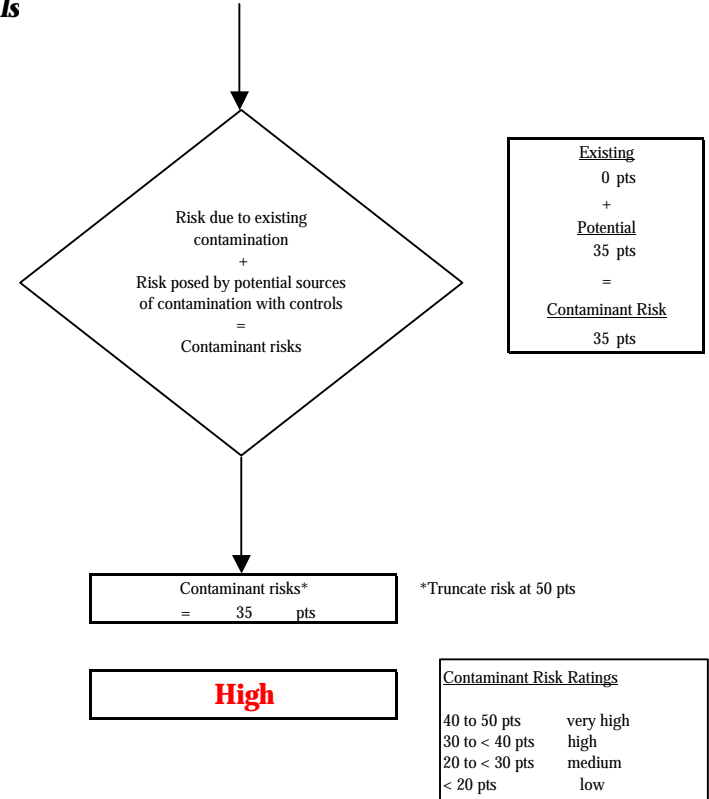 ls
Risk due to existing
contamination
+
Risk posed by potential sources
of contamination with controls
=
Contaminant risks
Existing
0 pts
+
Potential
35 pts
=
Contaminant Risk
35 pts
Contaminant risks*
= 35 pts
*Truncate risk at 50 pts
High
Contaminant Risk Ratings
40 to 50 pts very high
30 to < 40 pts high
20 to < 30 pts medium
< 20 pts low